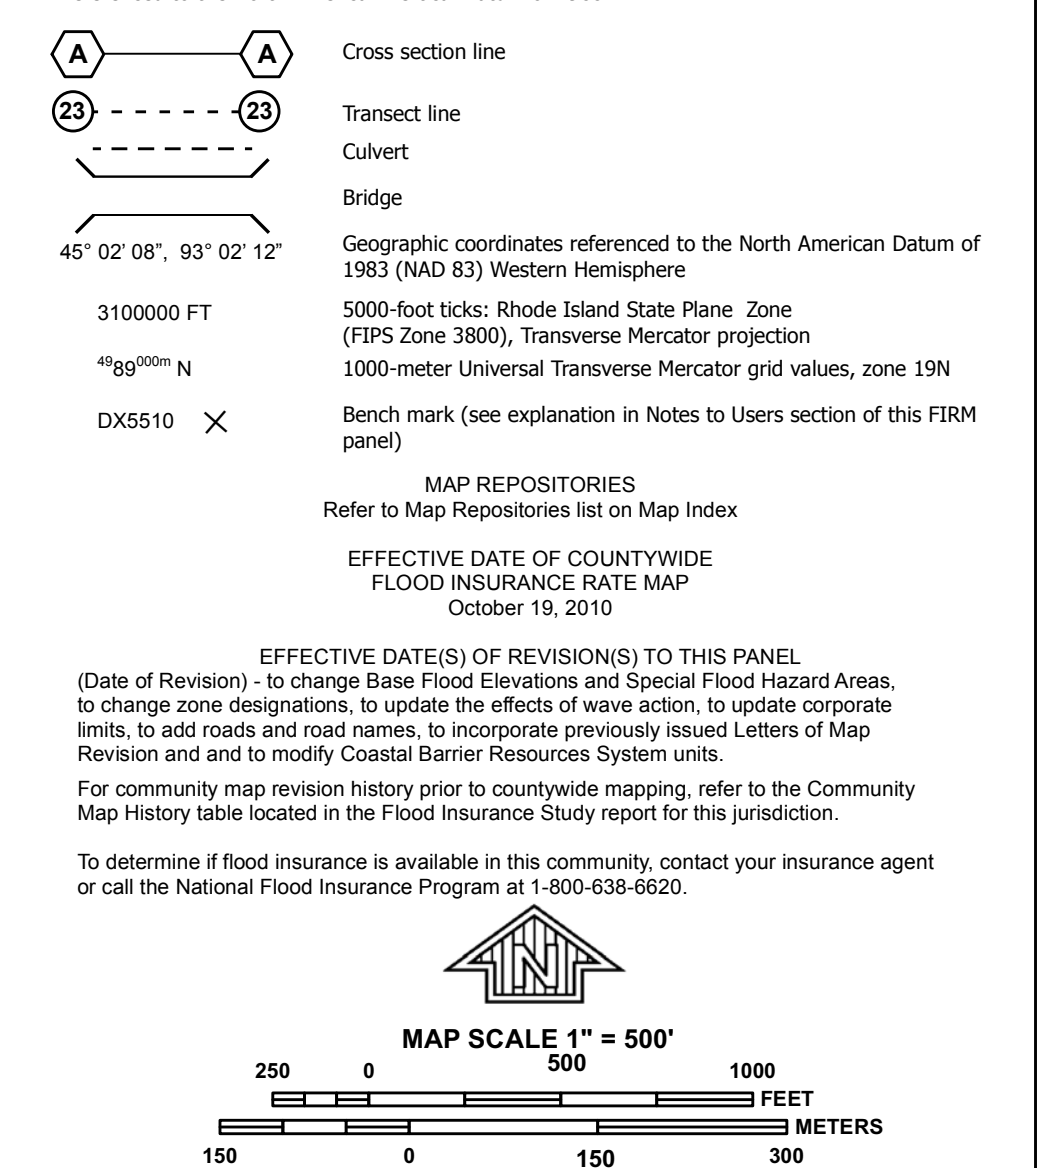 A A Cross section line
23 23 Transect line
Culvert
Bridge
45° 02’ 08”, 93° 02’ 12” Geographic coordinates referenced to the North American Datum of
1983 (NAD 83) Western Hemisphere
3100000 FT 5000-foot ticks: Rhode Island State Plane Zone
(FIPS Zone 3800), Transverse Mercator projection
4989000m N 1000-meter Universal Transverse Mercator grid values, zone 19N
DX5510 Bench mark (see explanation in Notes to Users section of this FIRM
panel)
MAP REPOSITORIES
Refer to Map Repositories list on Map Index
EFFECTIVE DATE OF COUNTYWIDE
FLOOD INSURANCE RATE MAP
October 19, 2010
EFFECTIVE DATE(S) OF REVISION(S) TO THIS PANEL
(Date of Revision) - to change Base Flood Elevations and Special Flood Hazard Areas,
to change zone designations, to update the effects of wave action, to update corporate
limits, to add roads and road names, to incorporate previously issued Letters of Map
Revision and and to modify Coastal Barrier Resources System units.
For community map revision history prior to countywide mapping, refer to the Community
Map History table located in the Flood Insurance Study report for this jurisdiction.
To determine if flood insurance is available in this community, contact your insurance agent
or call the National Flood Insurance Program at 1-800-638-6620.
N
MAP SCALE 1" = 500'
250 0 500 1000
FEET
METERS
150 0 150 300